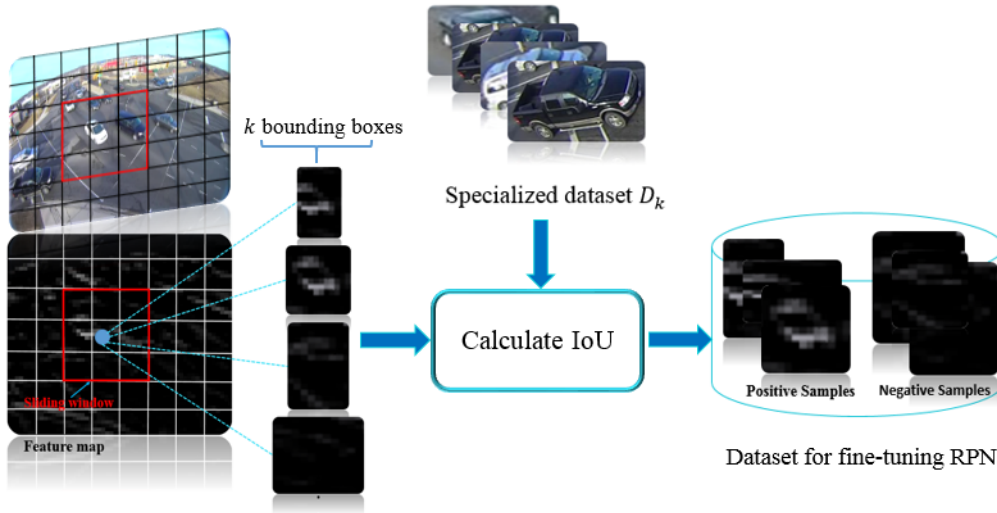 k bounding boxes
Specialized dataset D_k
Calculate IoU
Sliding window
Feature map
Positive Samples
Negative Samples
Dataset for fine-tuning RPN